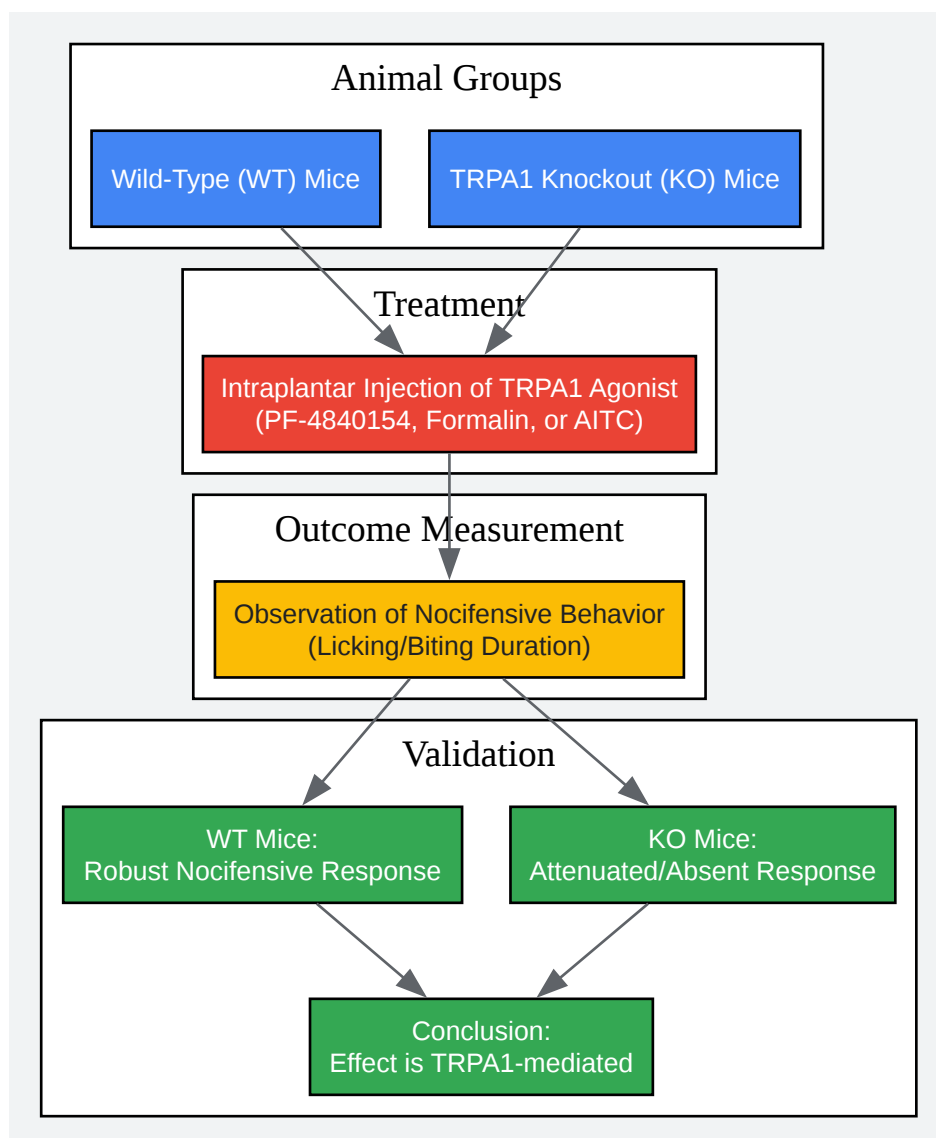 Animal Groups
Wild-Type (WT) Mice
TRPA1 Knockout (KO) Mice
Treatment
Intraplantar Injection of TRPA1 Agonist
(PF-4840154, Formalin, or AITC)
Outcome Measurement
Observation of Nocifensive Behavior
(Licking/Biting Duration)
Validation
WT Mice:
Robust Nocifensive Response
KO Mice:
Attenuated/Absent Response
Conclusion:
Effect is TRPA1-mediated